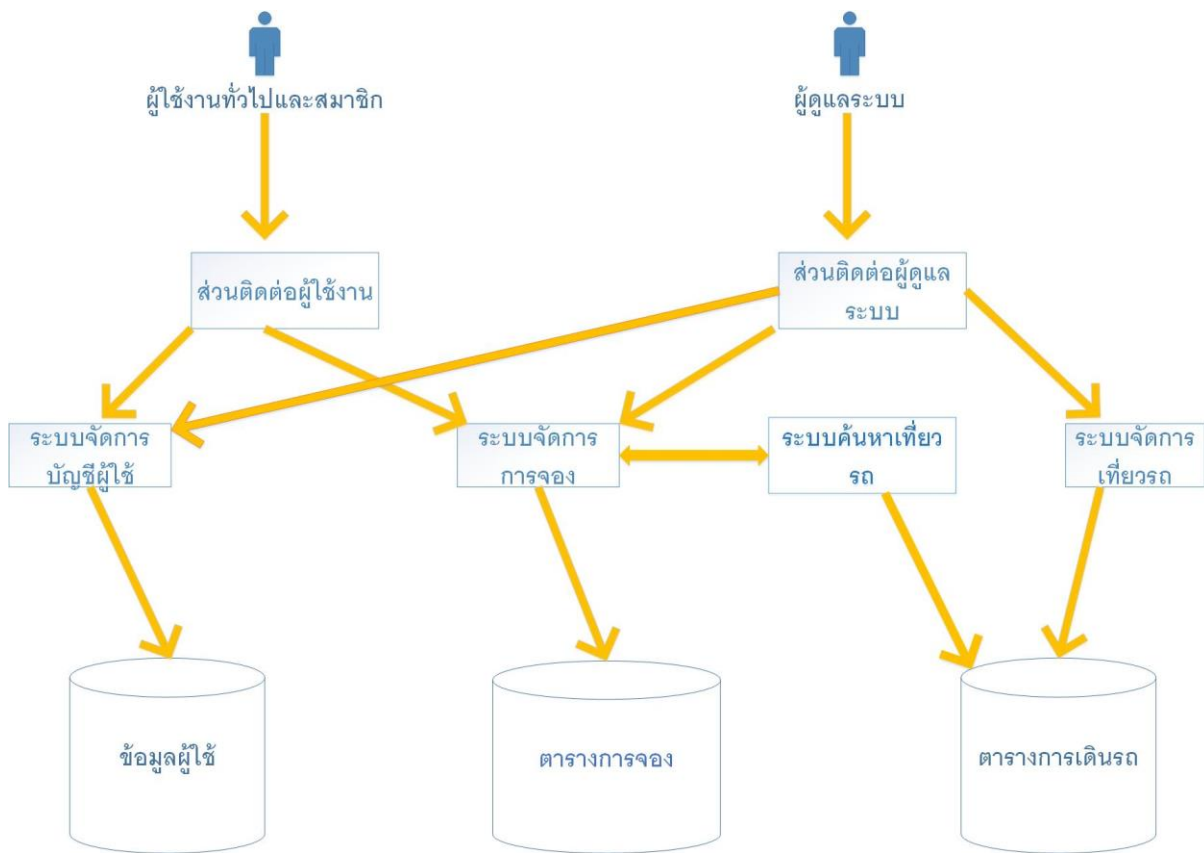 ผู้ใช้งานทั่วไปและสมาชิก
ผู้ดูแลระบบ
ส่วนติดต่อผู้ใช้งาน
ส่วนติดต่อผู้ดูแล
ระบบ
ระบบจัดการ
บัญชีผู้ใช้
ระบบจัดการ
การจอง
ระบบค้นหาเที่ยว
รถ
ระบบจัดการ
เที่ยวรถ
ข้อมูลผู้ใช้
ตารางการจอง
ตารางการเดินรถ